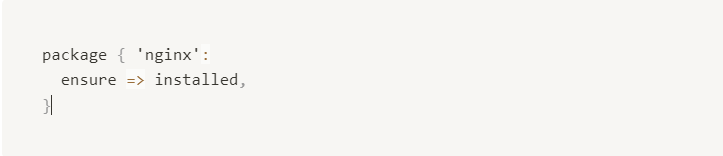 package { 'nginx':
  ensure => installed,
}